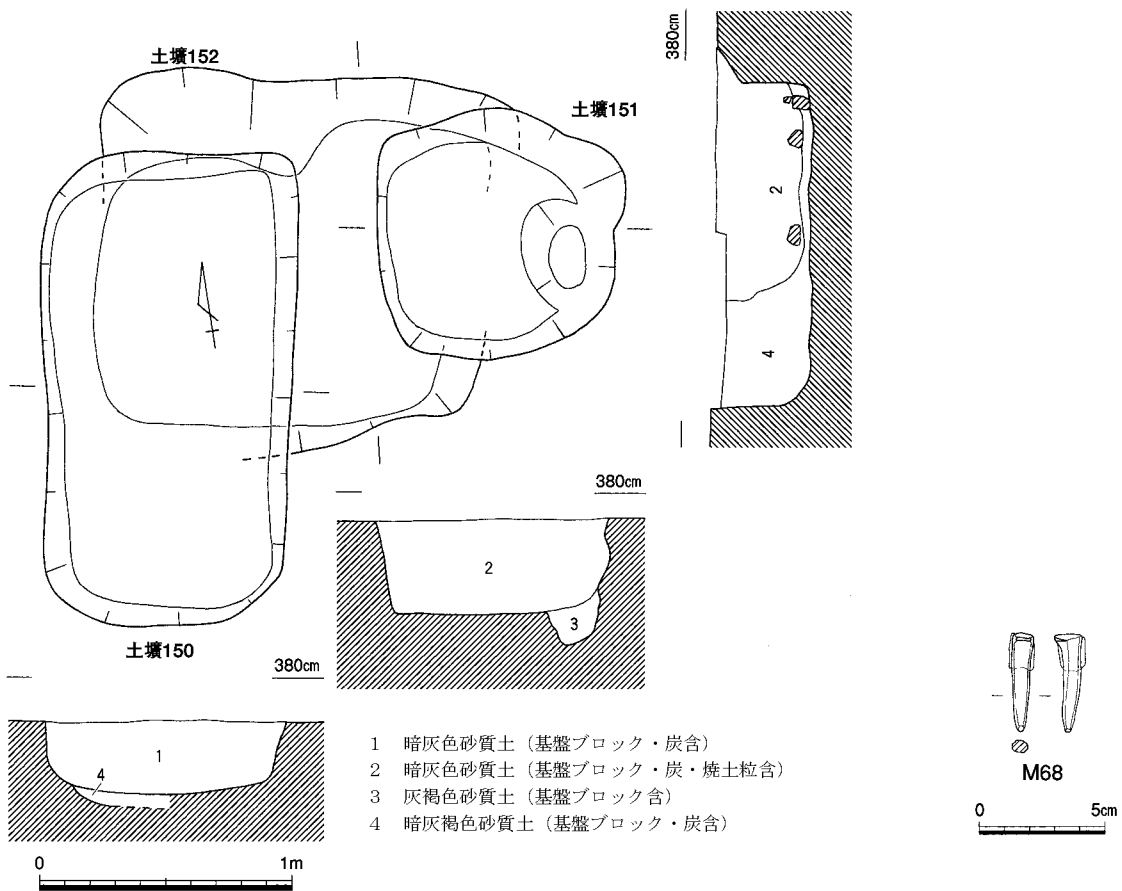 土壙152
土壙151
380cm
2
4
380cm
2
3
土壙150
380cm
1
4
1 暗灰色砂質土（基盤ブロック・炭含）
2 暗灰色砂質土（基盤ブロック・炭・焼土粒含）
3 灰褐色砂質土（基盤ブロック含）
4 暗灰褐色砂質土（基盤ブロック・炭含）
0 1m
M68
0 5cm